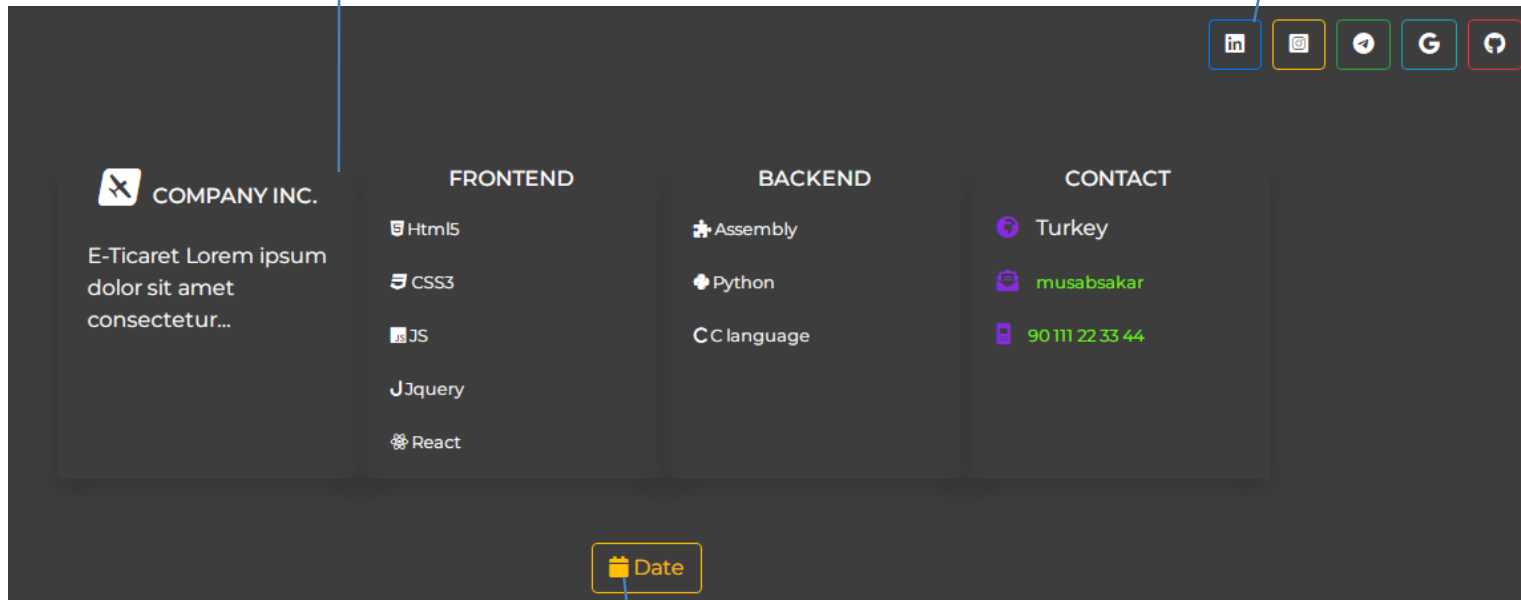 COMPANY INC.
E-Ticaret Lorem ipsum
dolor sit amet
consectetur...
FRONTEND
Html5
CSS3
JS
Jquery
React
BACKEND
Assembly
Python
C language
CONTACT
Turkey
musabsakar
90 111 22 33 44
Date